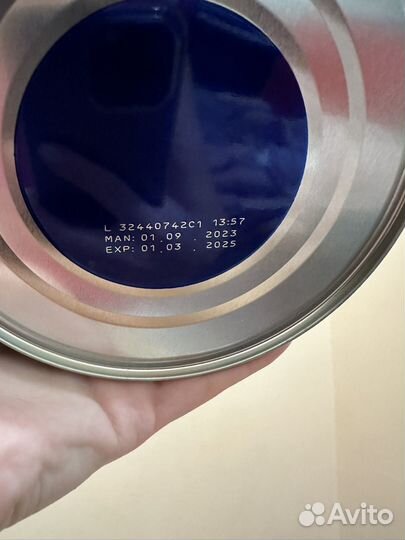 L 32440742C1 13:57
MAN: 01.09 . 2023
EXP: 01.03 . 2025
Avito